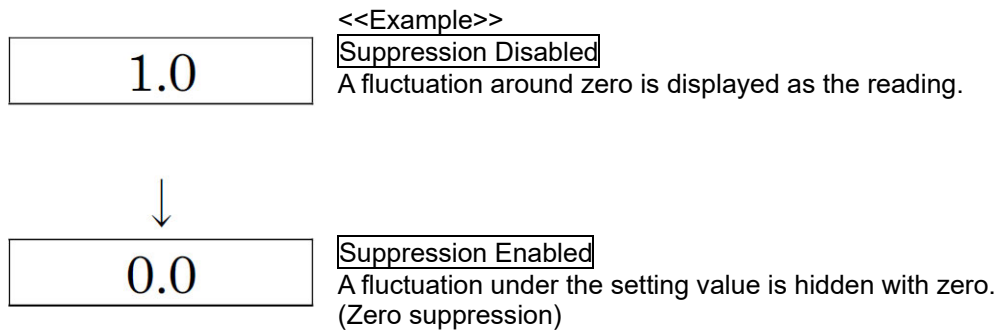 <<Example>>
Suppression Disabled
1.0
A fluctuation around zero is displayed as the reading.
↓
Suppression Enabled
0.0
A fluctuation under the setting value is hidden with zero.
(Zero suppression)